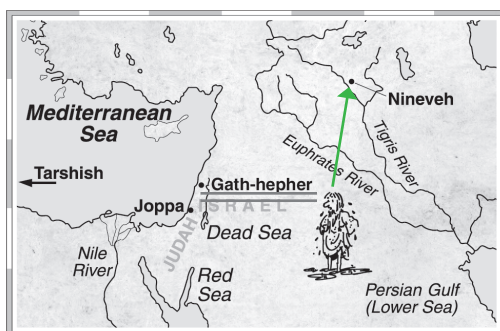 Mediterranean
Sea
Nineveh
Tigris River
Euphrates River
Tarshish
Gath-hepher
Joppa
ISRAEL
JUDAH
Dead Sea
Nile
River
Red
Sea
Persian Gulf
(Lower Sea)